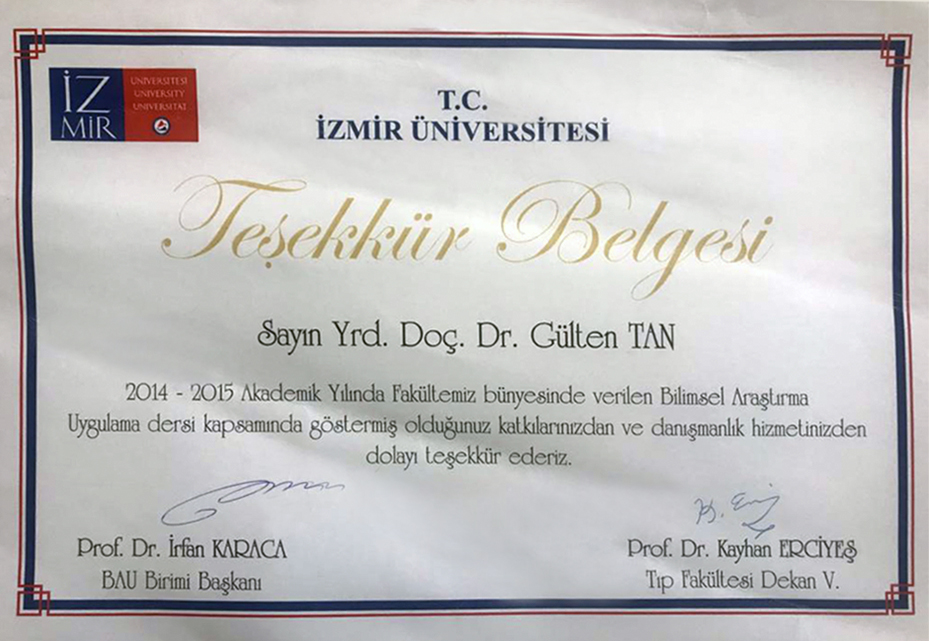 İZMİR
ÜNİVERSİTESİ
UNIVERSITY
UNIVERSITÄT
T.C.
İZMİR ÜNİVERSİTESİ
Teşekkür Belgesi
Sayın Yrd. Doç. Dr. Gülten TAN
2014 - 2015 Akademik Yılında Fakültemiz bünyesinde verilen Bilimsel Araştırma
Uygulama dersi kapsamında göstermiş olduğunuz katkılarınızdan ve danışmanlık hizmetinizden
dolayı teşekkür ederiz.
Prof. Dr. İrfan KARACA
BAU Birimi Başkanı
Prof. Dr. Kayhan ERCİYEŞ
Tıp Fakültesi Dekan V.